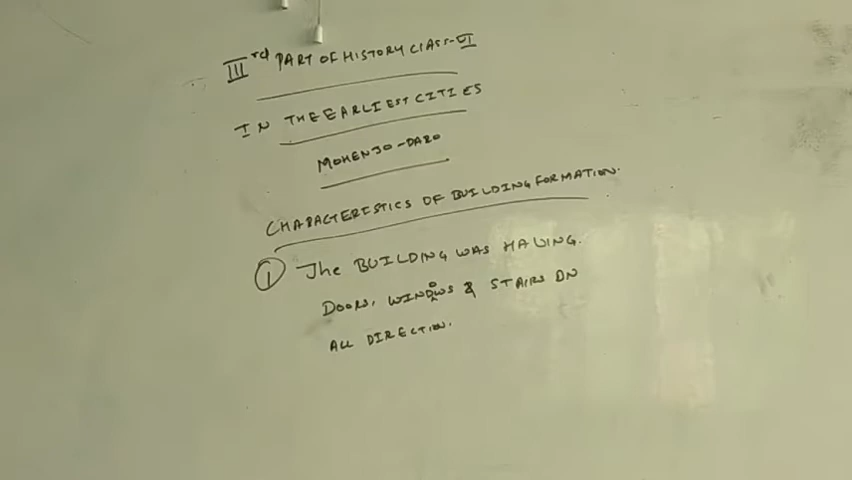 IIIrd PART OF HISTORY CLASS-VI
IN THE EARLIEST CITIES
MOHENJO-DARO
CHARACTERISTICS OF BUILDING FORMATION.
① The BUILDING WAS HAVING.
DOORS, WINDOWS & STAIRS ON
ALL DIRECTION.